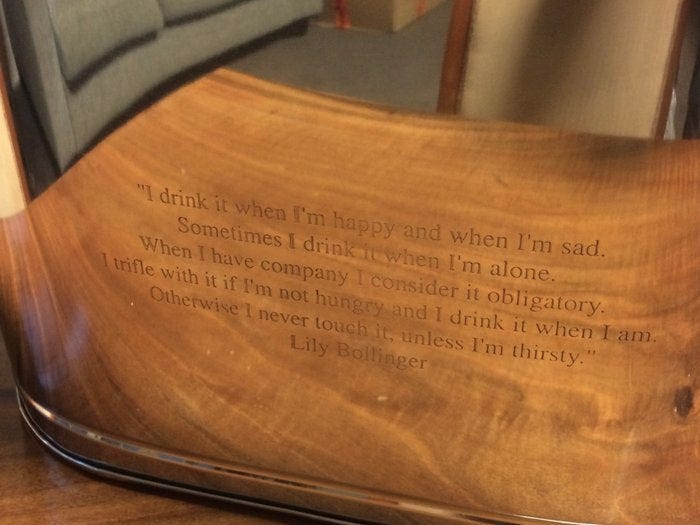 "I drink it when I'm happy and when I'm sad.
Sometimes I drink it when I'm alone.
When I have company I consider it obligatory.
I trifle with it if I'm not hungry and I drink it when I am.
Otherwise I never touch it, unless I'm thirsty."
Lily Bollinger